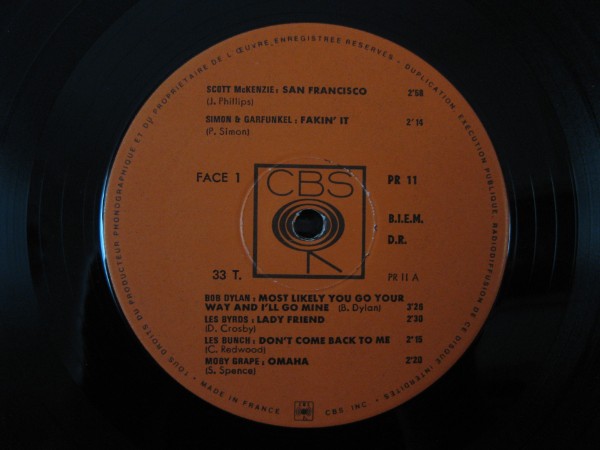 TOUS DROITS DU PRODUCTEUR PHONOGRAPHIQUE ET DU PROPRIETAIRE DE L'ŒUVRE ENREGISTREE RESERVES • DUPLICATION, EXECUTION PUBLIQUE, RADIODIFFUSION DE CE DISQUE INTERDITES •
SCOTT McKENZIE : SAN FRANCISCO 2'58
(J. Phillips)
SIMON & GARFUNKEL : FAKIN' IT 2'14
(P. Simon)
FACE 1 CBS PR 11
B.I.E.M.
D.R.
33 T. PR 11 A
BOB DYLAN : MOST LIKELY YOU GO YOUR
WAY AND I'LL GO MINE (B. Dylan) 3'26
LES BYRDS : LADY FRIEND 2'30
(D. Crosby)
LES BUNCH : DON'T COME BACK TO ME 2'15
(C. Redwood)
MOBY GRAPE : OMAHA 2'20
(S. Spence)
• MADE IN FRANCE CBS INC. •